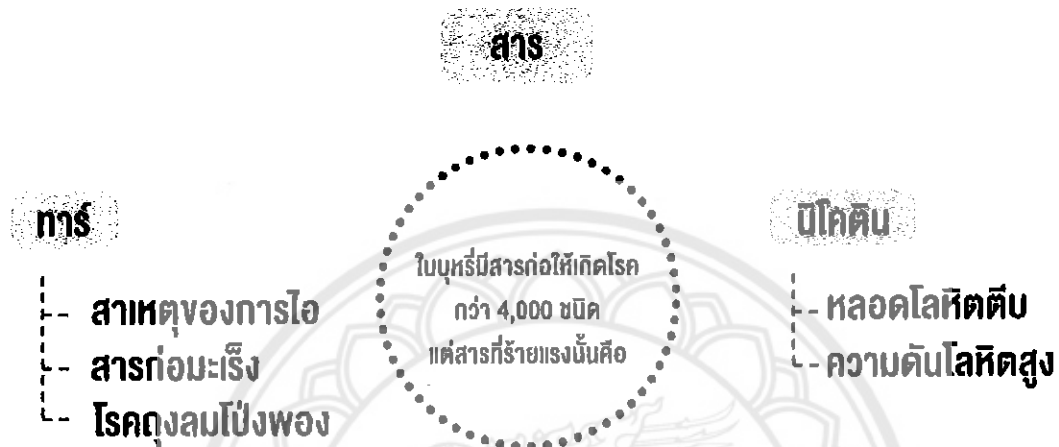 สาร
ทาร์
สาเหตุของการไอ
สารก่อมะเร็ง
โรคถุงลมโป่งพอง
ในบุหรี่มีสารก่อให้เกิดโรค
กว่า 4,000 ชนิด
แต่สารที่ร้ายแรงนั้นคือ
นิโคติน
หลอดโลหิตตีบ
ความดันโลหิตสูง